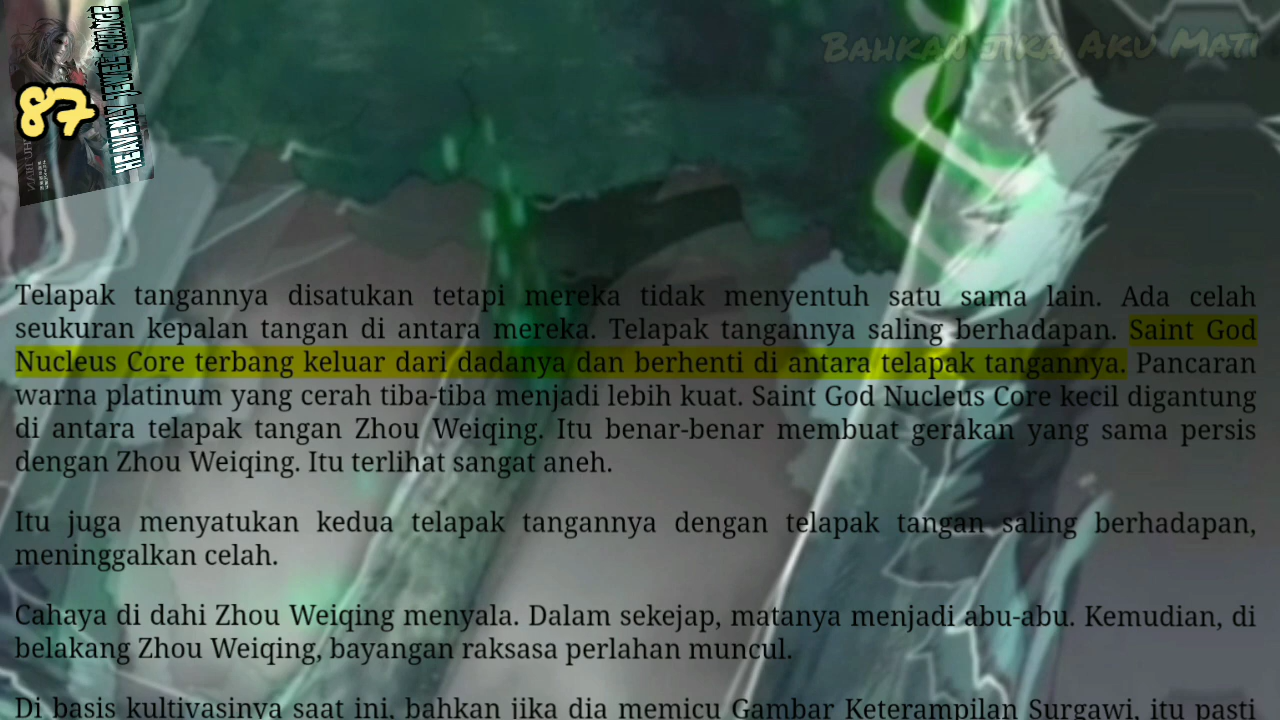 HEAVENLY JEWEL CHANGE
87
Bahkan jika Aku Mati
Telapak tangannya disatukan tetapi mereka tidak menyentuh satu sama lain. Ada celah
seukuran kepalan tangan di antara mereka. Telapak tangannya saling berhadapan. Saint God
Nucleus Core terbang keluar dari dadanya dan berhenti di antara telapak tangannya. Pancaran
warna platinum yang cerah tiba-tiba menjadi lebih kuat. Saint God Nucleus Core kecil digantung
di antara telapak tangan Zhou Weiqing. Itu benar-benar membuat gerakan yang sama persis
dengan Zhou Weiqing. Itu terlihat sangat aneh.
Itu juga menyatukan kedua telapak tangannya dengan telapak tangan saling berhadapan,
meninggalkan celah.
Cahaya di dahi Zhou Weiqing menyala. Dalam sekejap, matanya menjadi abu-abu. Kemudian, di
belakang Zhou Weiqing, bayangan raksasa perlahan muncul.
Di basis kultivasinya saat ini, bahkan jika dia memicu Gambar Keterampilan Surgawi, itu pasti